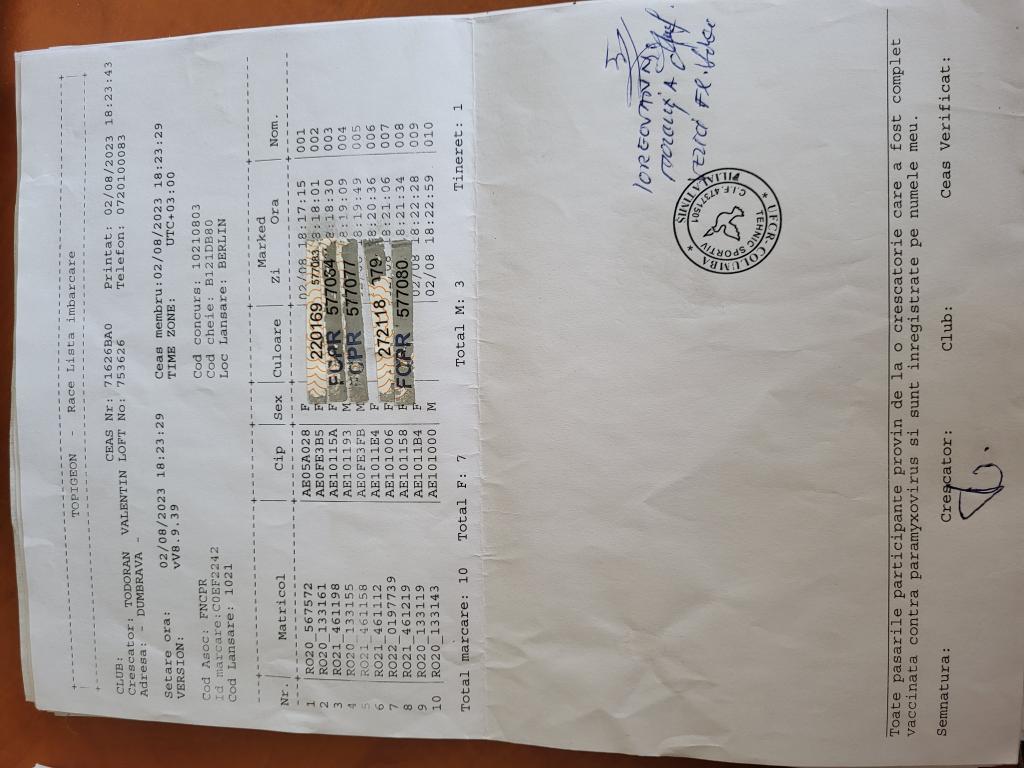 TOPIGEON - Race Lista imbarcare
CEAS Nr: 71626BA0 Printat: 02/08/2023 18:23:43
CLUB: VALENTIN LOFT No: 753626 Telefon: 0720100083
Crescator: TODORAN
Adresa: - DUMBRAVA -
Setare ora: 02/08/2023 18:23:29 Ceas membru:02/08/2023 18:23:29
VERSION: vV8.9.39 TIME ZONE: UTC+03:00
Cod Asoc: FNCPR Cod concurs: 10210803
Id marcare:C0EF2242 Cod cheie: B121DB80
Cod Lansare: 1021 Loc Lansare: BERLIN
Marked
Nr. Matricol Cip Sex Culoare Zi Ora Nom.
1 RO20 567572 AE05A028 F 02/08 18:17:15 001
2 RO20 133161 AE0FE3B5 F 18:18:01 002
3 RO21 461198 AE10115A F 18:18:30 003
4 RO20 133155 AE101193 M 18:19:09 004
5 RO21 461158 AE0FE3FB M 18:19:49 005
6 RO21 461112 AE1011E4 F 18:20:36 006
7 RO22 0197739 AE101006 F 18:21:06 007
8 RO21 461219 AE101158 F 18:21:34 008
9 RO20 133119 AE1011B4 F 02/08 18:22:28 009
10 RO20 133143 AE101000 M 02/08 18:22:59 010
220169 577083
FCPR 577084
FCPR 577077
272118 179
FCPR 577080
Total marcare: 10 Total F: 7 Total M: 3 Tineret: 1
U.F.C.R. COLUMBA
FILIALA TIMIS
C.I.F. 47371501
TEHNIC SPORTIV
Toate pasarile participante provin de la o crescatorie care a fost complet
vaccinata contra paramyxovirus si sunt inregistrate pe numele meu.
Semnatura: Crescator: Club: Ceas Verificat: